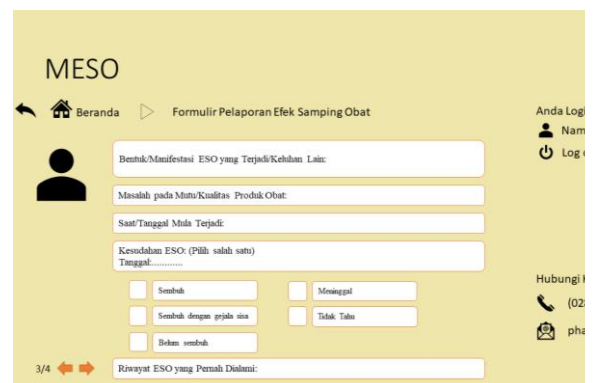 MESO
Beranda
Formulir Pelaporan Efek Samping Obat
Anda Logi
Nam
Log
Bentuk/Manifestasi ESO yang Terjadi/Keluhan Lain:
Masalah pada Mutu/Kualitas Produk Obat:
Saat/Tanggal Mula Terjadi:
Kesudahan ESO: (Pilih salah satu)
Tanggal:.............
Sembuh
Meninggal
Sembuh dengan gejala sisa
Tidak Tahu
Belum sembuh
Hubungi
(02
pha
3/4
Riwayat ESO yang Pernah Dialami: